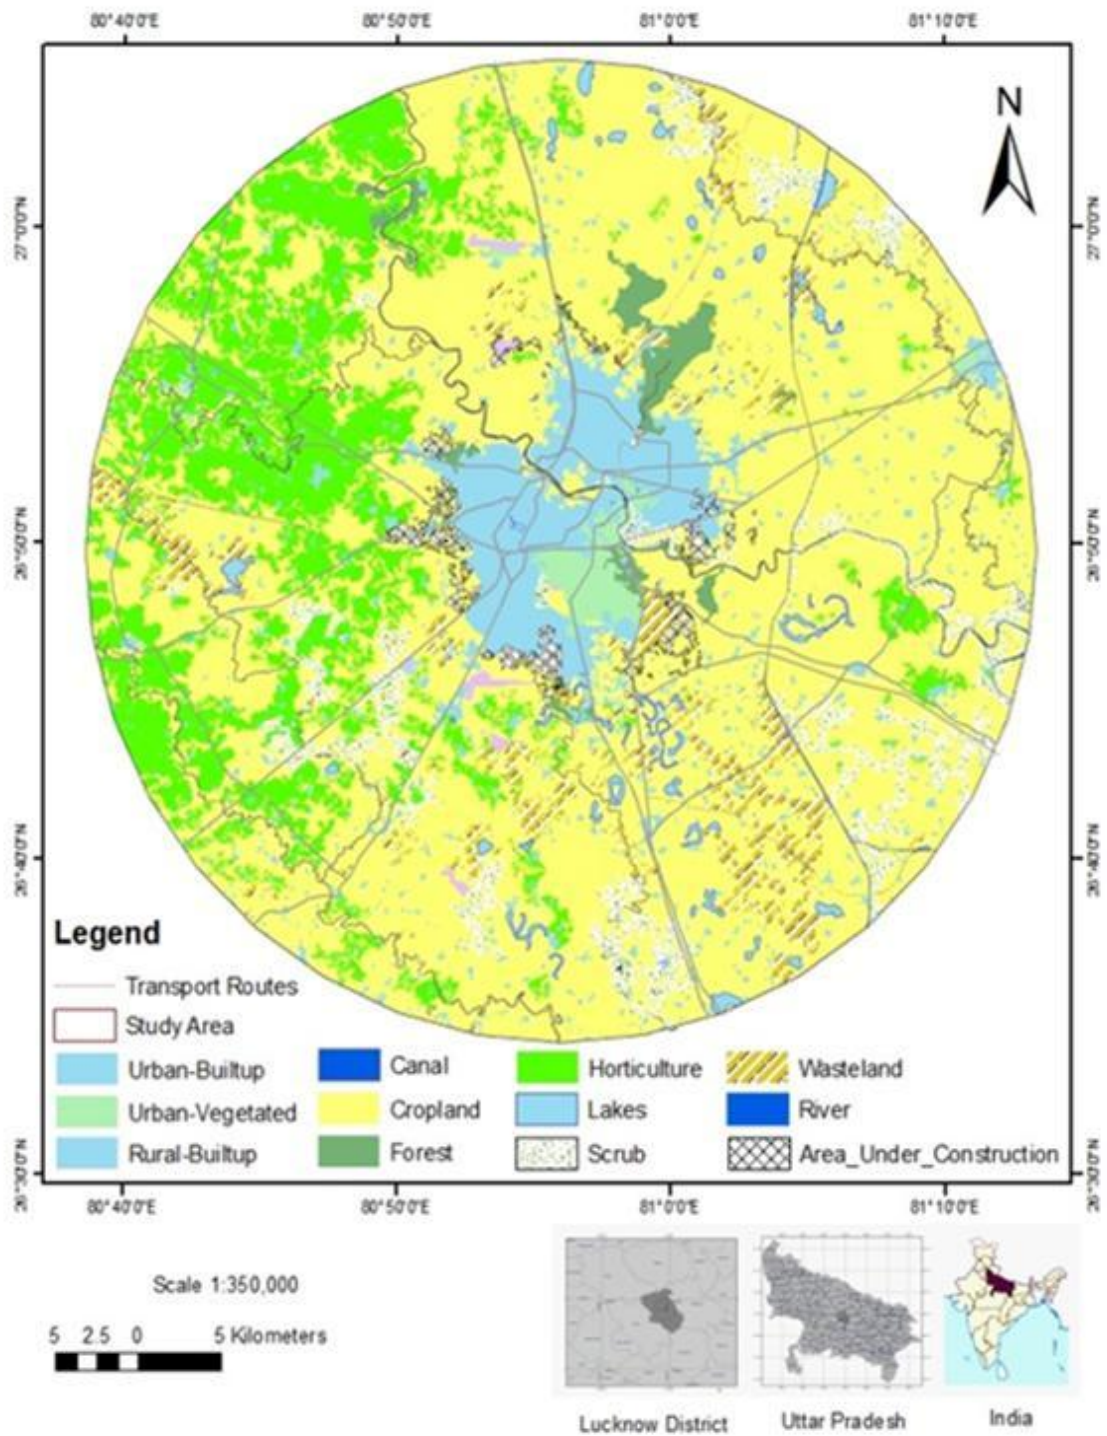 80°40'0"E 80°50'0"E 81°0'0"E 81°10'0"E
N
27°0'0"N 27°0'0"N
26°50'0"N 26°50'0"N
26°40'0"N 26°40'0"N
26°30'0"N 26°30'0"N
Legend
Transport Routes
Study Area
Urban-Builtup Canal Horticulture Wasteland
Urban-Vegetated Cropland Lakes River
Rural-Builtup Forest Scrub Area_Under_Construction
80°40'0"E 80°50'0"E 81°0'0"E 81°10'0"E
Scale 1:350,000
5 2.5 0 5 Kilometers
Lucknow District Uttar Pradesh India